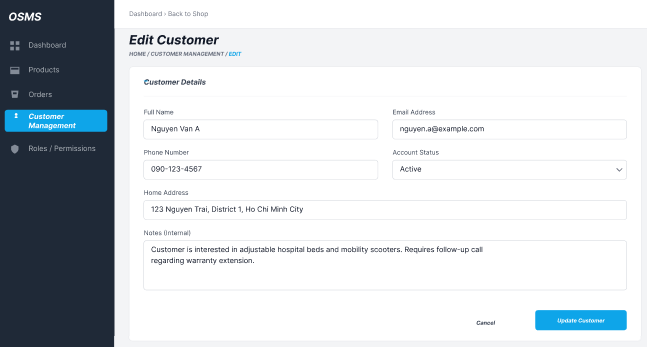 OSMS
Dashboard › Back to Shop
Edit Customer
HOME / CUSTOMER MANAGEMENT / EDIT
Dashboard
Products
Orders
Customer
Management
Roles / Permissions
Customer Details
Full Name
Nguyen Van A
Email Address
nguyen.a@example.com
Phone Number
090-123-4567
Account Status
Active
Home Address
123 Nguyen Trai, District 1, Ho Chi Minh City
Notes (Internal)
Customer is interested in adjustable hospital beds and mobility scooters. Requires follow-up call
regarding warranty extension.
Cancel
Update Customer